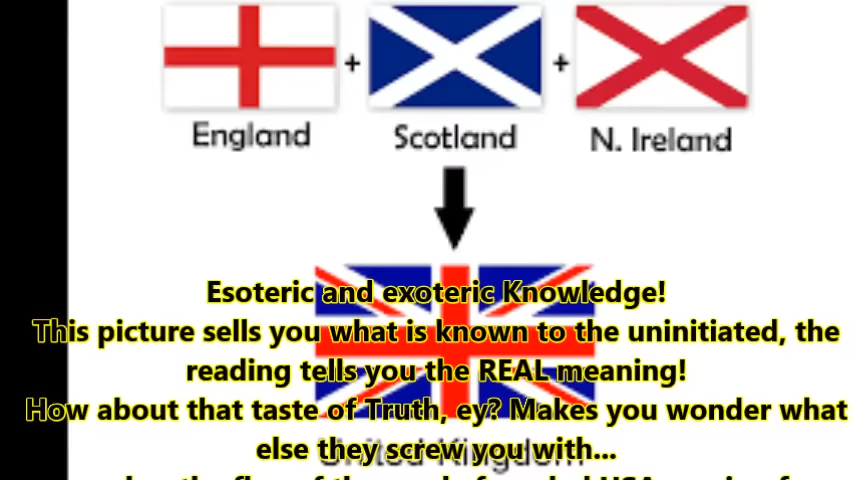 + +
England Scotland N. Ireland
Esoteric and exoteric Knowledge!
This picture sells you what is known to the uninitiated, the
reading tells you the REAL meaning!
How about that taste of Truth, ey? Makes you wonder what
else they screw you with...
United Kingdom